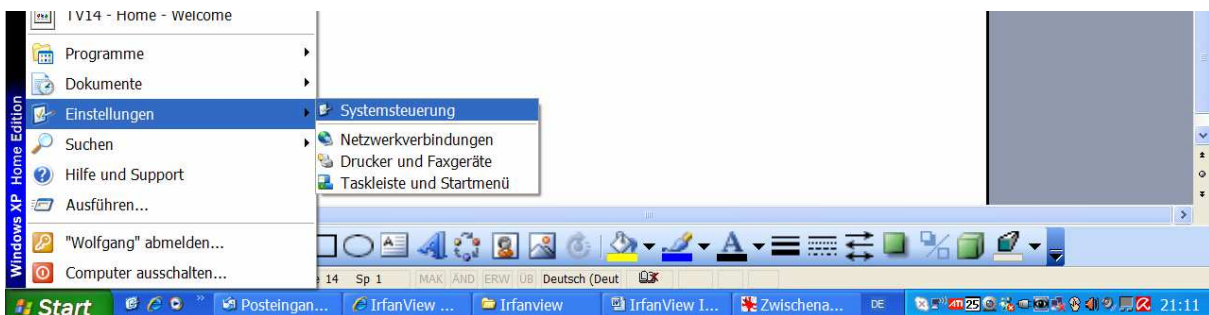 TV14 - Home - Welcome
Programme
Dokumente
Einstellungen
Systemsteuerung
Suchen
Netzwerkverbindungen
Drucker und Faxgeräte
Hilfe und Support
Taskleiste und Startmenü
Ausführen...
"Wolfgang" abmelden...
Computer ausschalten...
Windows XP Home Edition
14 Sp 1 MAK ÄND ERW ÜB Deutsch (Deut
Start Posteingan... IrfanView ... Irfanview IrfanView I... Zwischena... DE 25 21:11